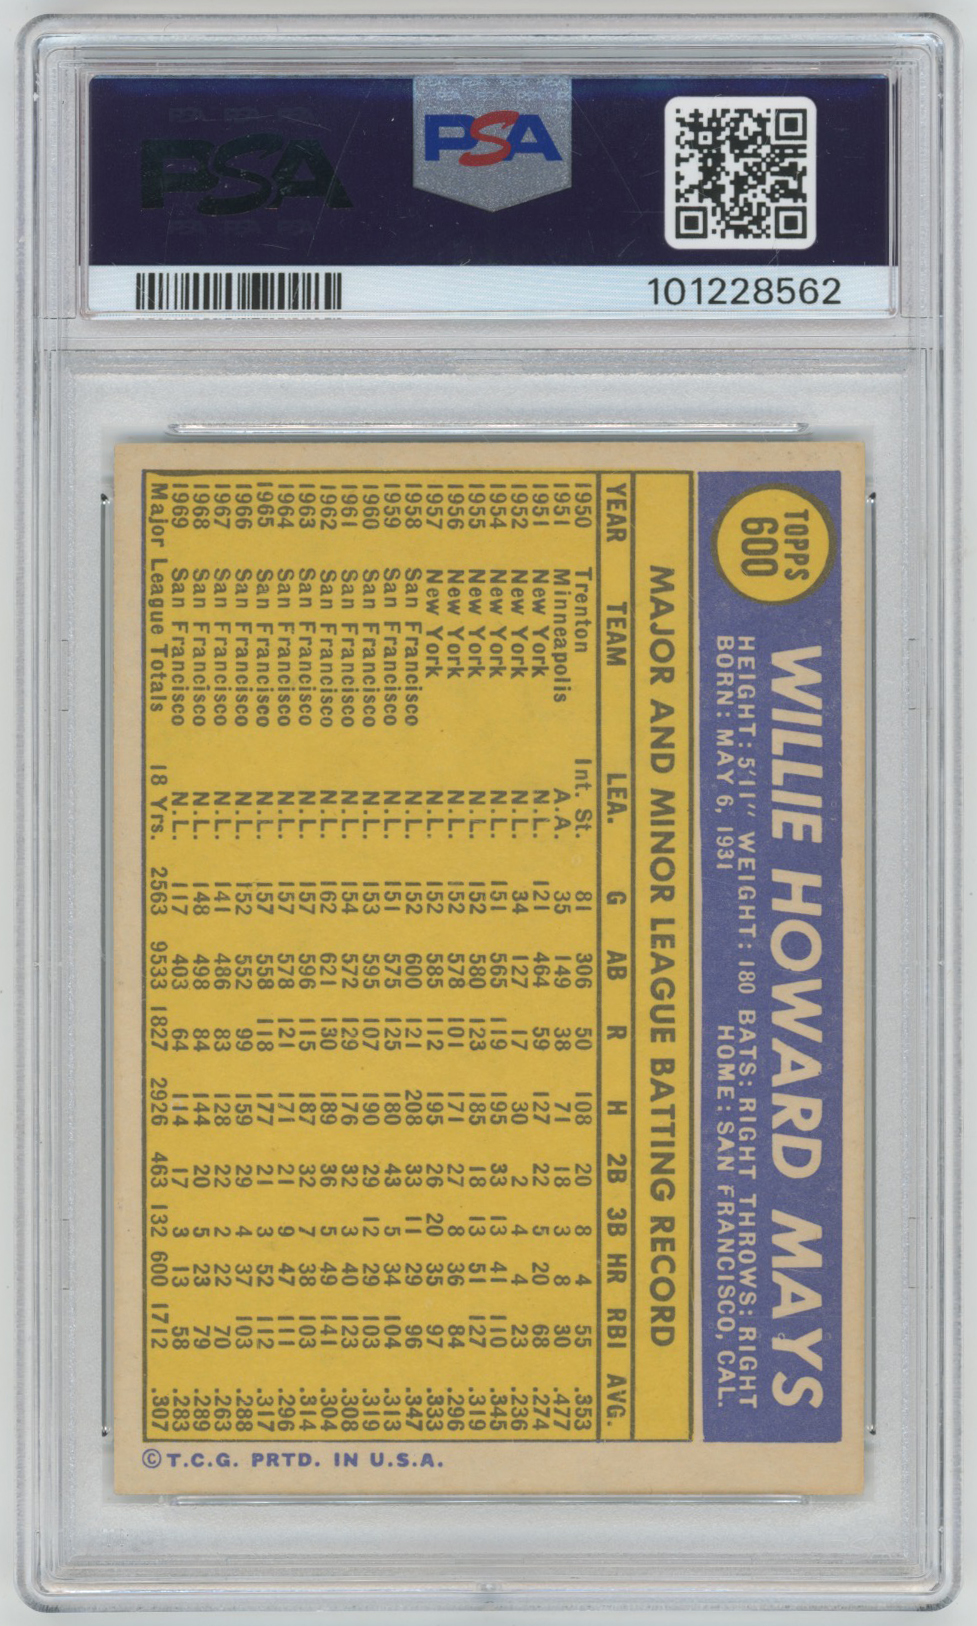 PSA
PSA
101228562
TOPPS
600
WILLIE HOWARD MAYS
HEIGHT: 5'11" WEIGHT: 180 BATS: RIGHT THROWS: RIGHT
BORN: MAY 6, 1931 HOME: SAN FRANCISCO, CAL.
MAJOR AND MINOR LEAGUE BATTING RECORD
YEAR TEAM LEA. G AB R H 2B 3B HR RBI AVG.
1950 Trenton Int. St. 81 306 50 108 20 8 4 55 .353
1951 Minneapolis A.A. 35 149 38 71 18 3 8 30 .477
1951 New York N.L. 121 464 59 127 22 5 20 68 .274
1952 New York N.L. 34 127 17 30 2 4 4 23 .236
1954 New York N.L. 151 565 119 195 33 13 41 110 .345
1955 New York N.L. 152 580 123 185 18 13 51 127 .319
1956 New York N.L. 152 578 101 171 27 8 36 84 .296
1957 New York N.L. 152 585 112 195 26 20 35 97 .333
1958 San Francisco N.L. 152 600 121 208 33 11 29 96 .347
1959 San Francisco N.L. 151 575 125 180 43 5 34 104 .313
1960 San Francisco N.L. 153 595 107 190 29 12 29 103 .319
1961 San Francisco N.L. 154 572 129 176 32 3 40 123 .308
1962 San Francisco N.L. 162 621 130 189 36 5 49 141 .304
1963 San Francisco N.L. 157 596 115 187 32 7 38 103 .314
1964 San Francisco N.L. 157 578 121 171 21 9 47 111 .296
1965 San Francisco N.L. 157 558 118 177 21 3 52 112 .317
1966 San Francisco N.L. 152 552 99 159 29 4 37 103 .288
1967 San Francisco N.L. 141 486 83 128 22 2 22 70 .263
1968 San Francisco N.L. 148 498 84 144 20 5 23 79 .289
1969 San Francisco N.L. 117 403 64 114 17 3 13 58 .283
Major League Totals 18 Yrs. 2563 9533 1827 2926 463 132 600 1712 .307
©T.C.G. PRTD. IN U.S.A.